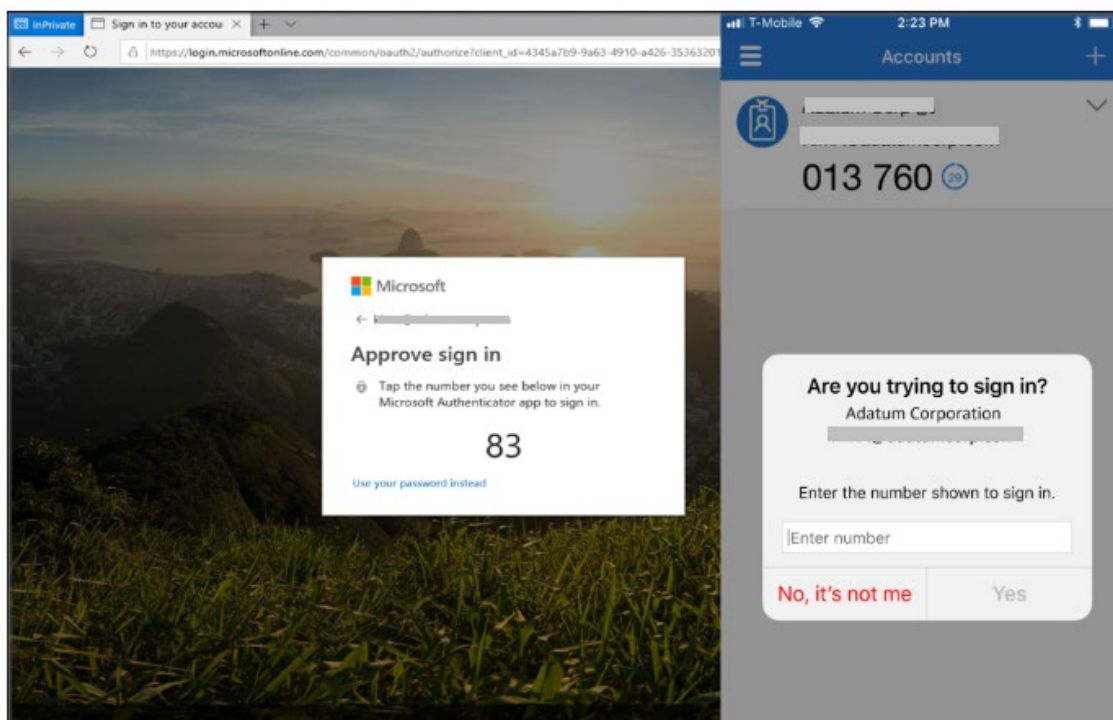 InPrivate
Sign in to your accou
https://login.microsoftonline.com/common/oauth2/authorize?client_id=4345a7b9-9a63-4910-a426-35363201
Microsoft
Approve sign in
Tap the number you see below in your
Microsoft Authenticator app to sign in.
83
Use your password instead
T-Mobile
2:23 PM
Accounts
013 760
29
Are you trying to sign in?
Adatum Corporation
Enter the number shown to sign in.
Enter number
No, it's not me
Yes